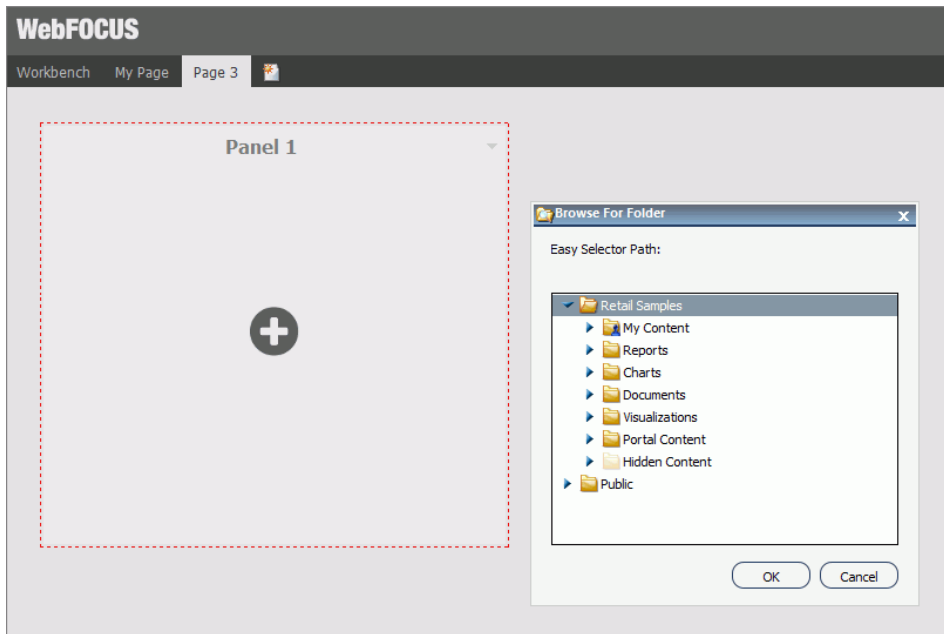 WebFOCUS
Workbench My Page Page 3
Panel 1
Browse For Folder x
Easy Selector Path:
Retail Samples
My Content
Reports
Charts
Documents
Visualizations
Portal Content
Hidden Content
Public
OK Cancel